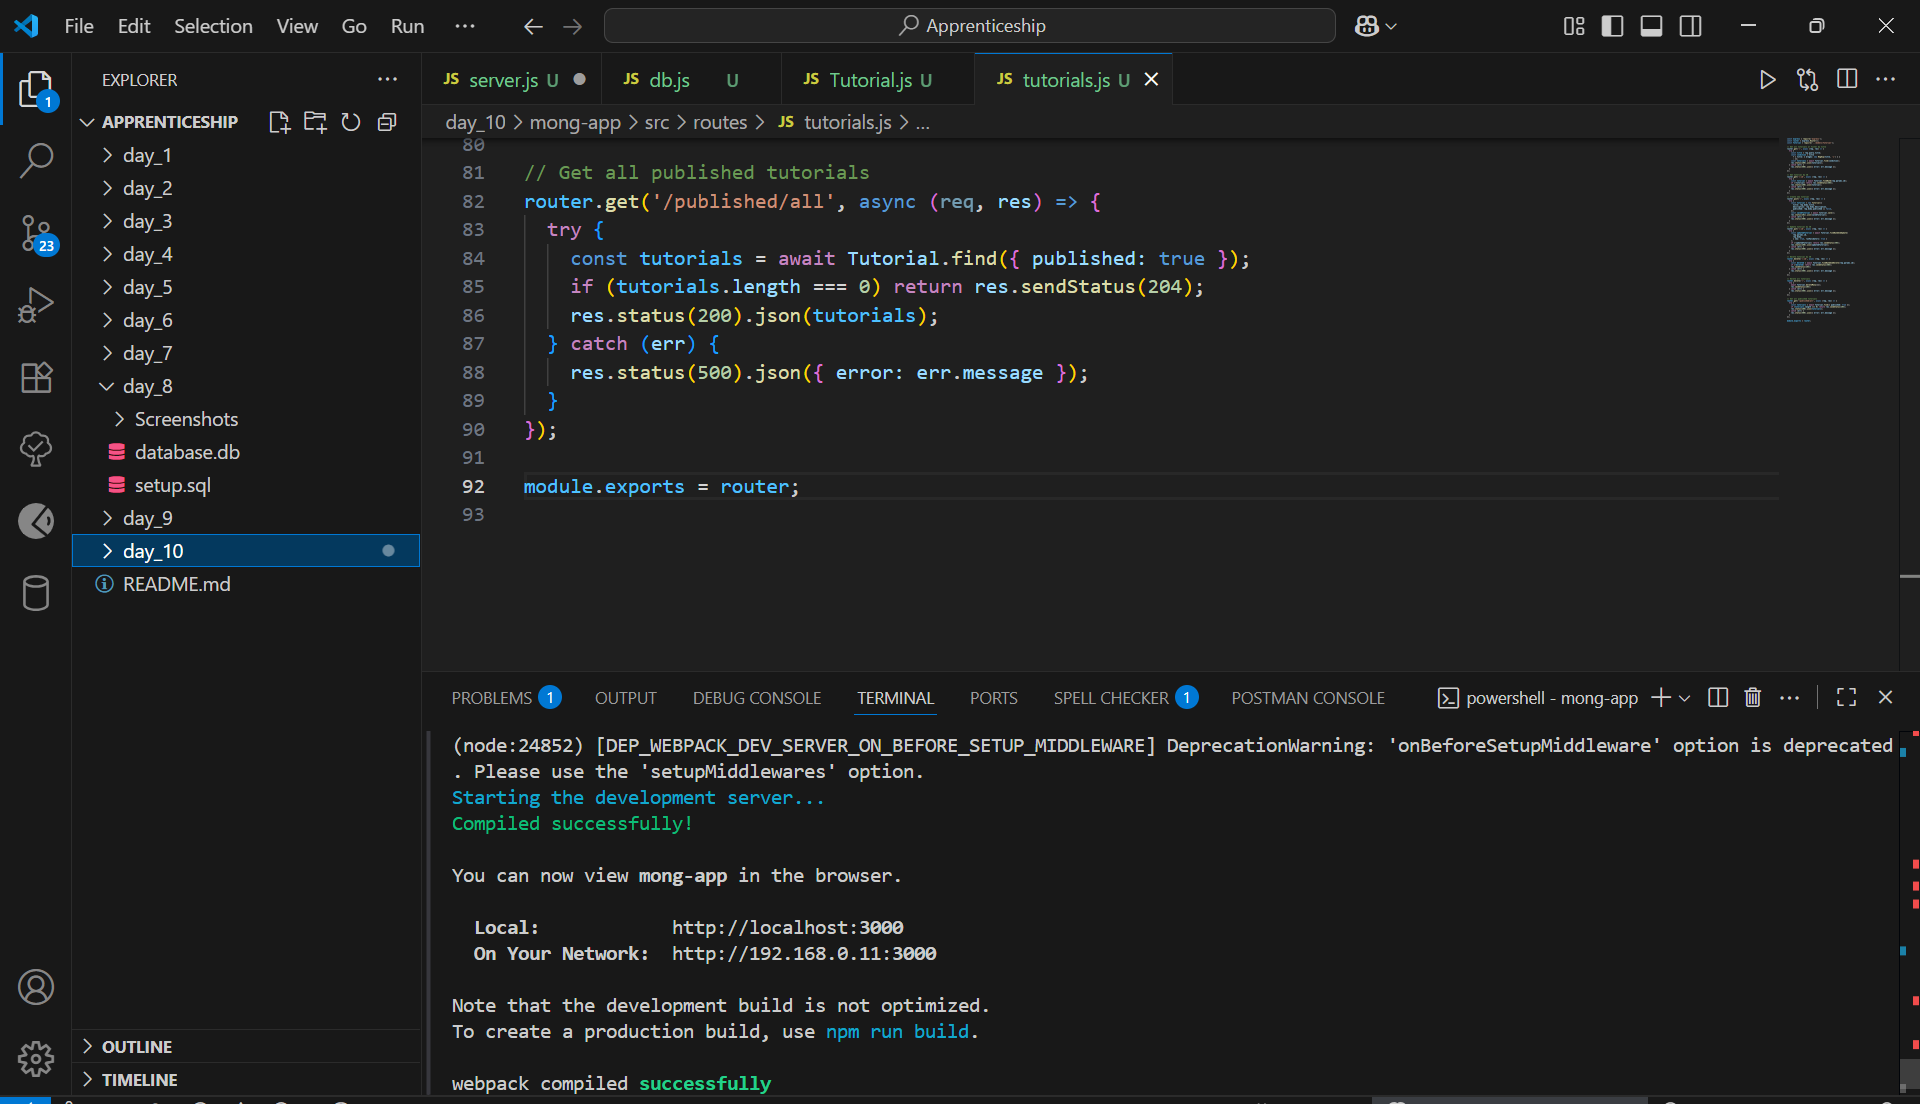 File Edit Selection View Go Run ··· Apprenticeship
EXPLORER ···
JS server.js U ● JS db.js U JS Tutorial.js U JS tutorials.js U
APPRENTICESHIP
day_10 > mong-app > src > routes > JS tutorials.js > ...
day_1
day_2
day_3
day_4
day_5
day_6
day_7
day_8
Screenshots
database.db
setup.sql
day_9
day_10
README.md
OUTLINE
TIMELINE
1
23
80
81 // Get all published tutorials
82 router.get('/published/all', async (req, res) => {
83 try {
84 const tutorials = await Tutorial.find({ published: true });
85 if (tutorials.length === 0) return res.sendStatus(204);
86 res.status(200).json(tutorials);
87 } catch (err) {
88 res.status(500).json({ error: err.message });
89 }
90 });
91
92 module.exports = router;
93
PROBLEMS 1 OUTPUT DEBUG CONSOLE TERMINAL PORTS SPELL CHECKER 1 POSTMAN CONSOLE powershell - mong-app
(node:24852) [DEP_WEBPACK_DEV_SERVER_ON_BEFORE_SETUP_MIDDLEWARE] DeprecationWarning: 'onBeforeSetupMiddleware' option is deprecated
. Please use the 'setupMiddlewares' option.
Starting the development server...
Compiled successfully!
You can now view mong-app in the browser.
Local: http://localhost:3000
On Your Network: http://192.168.0.11:3000
Note that the development build is not optimized.
To create a production build, use npm run build.
webpack compiled successfully